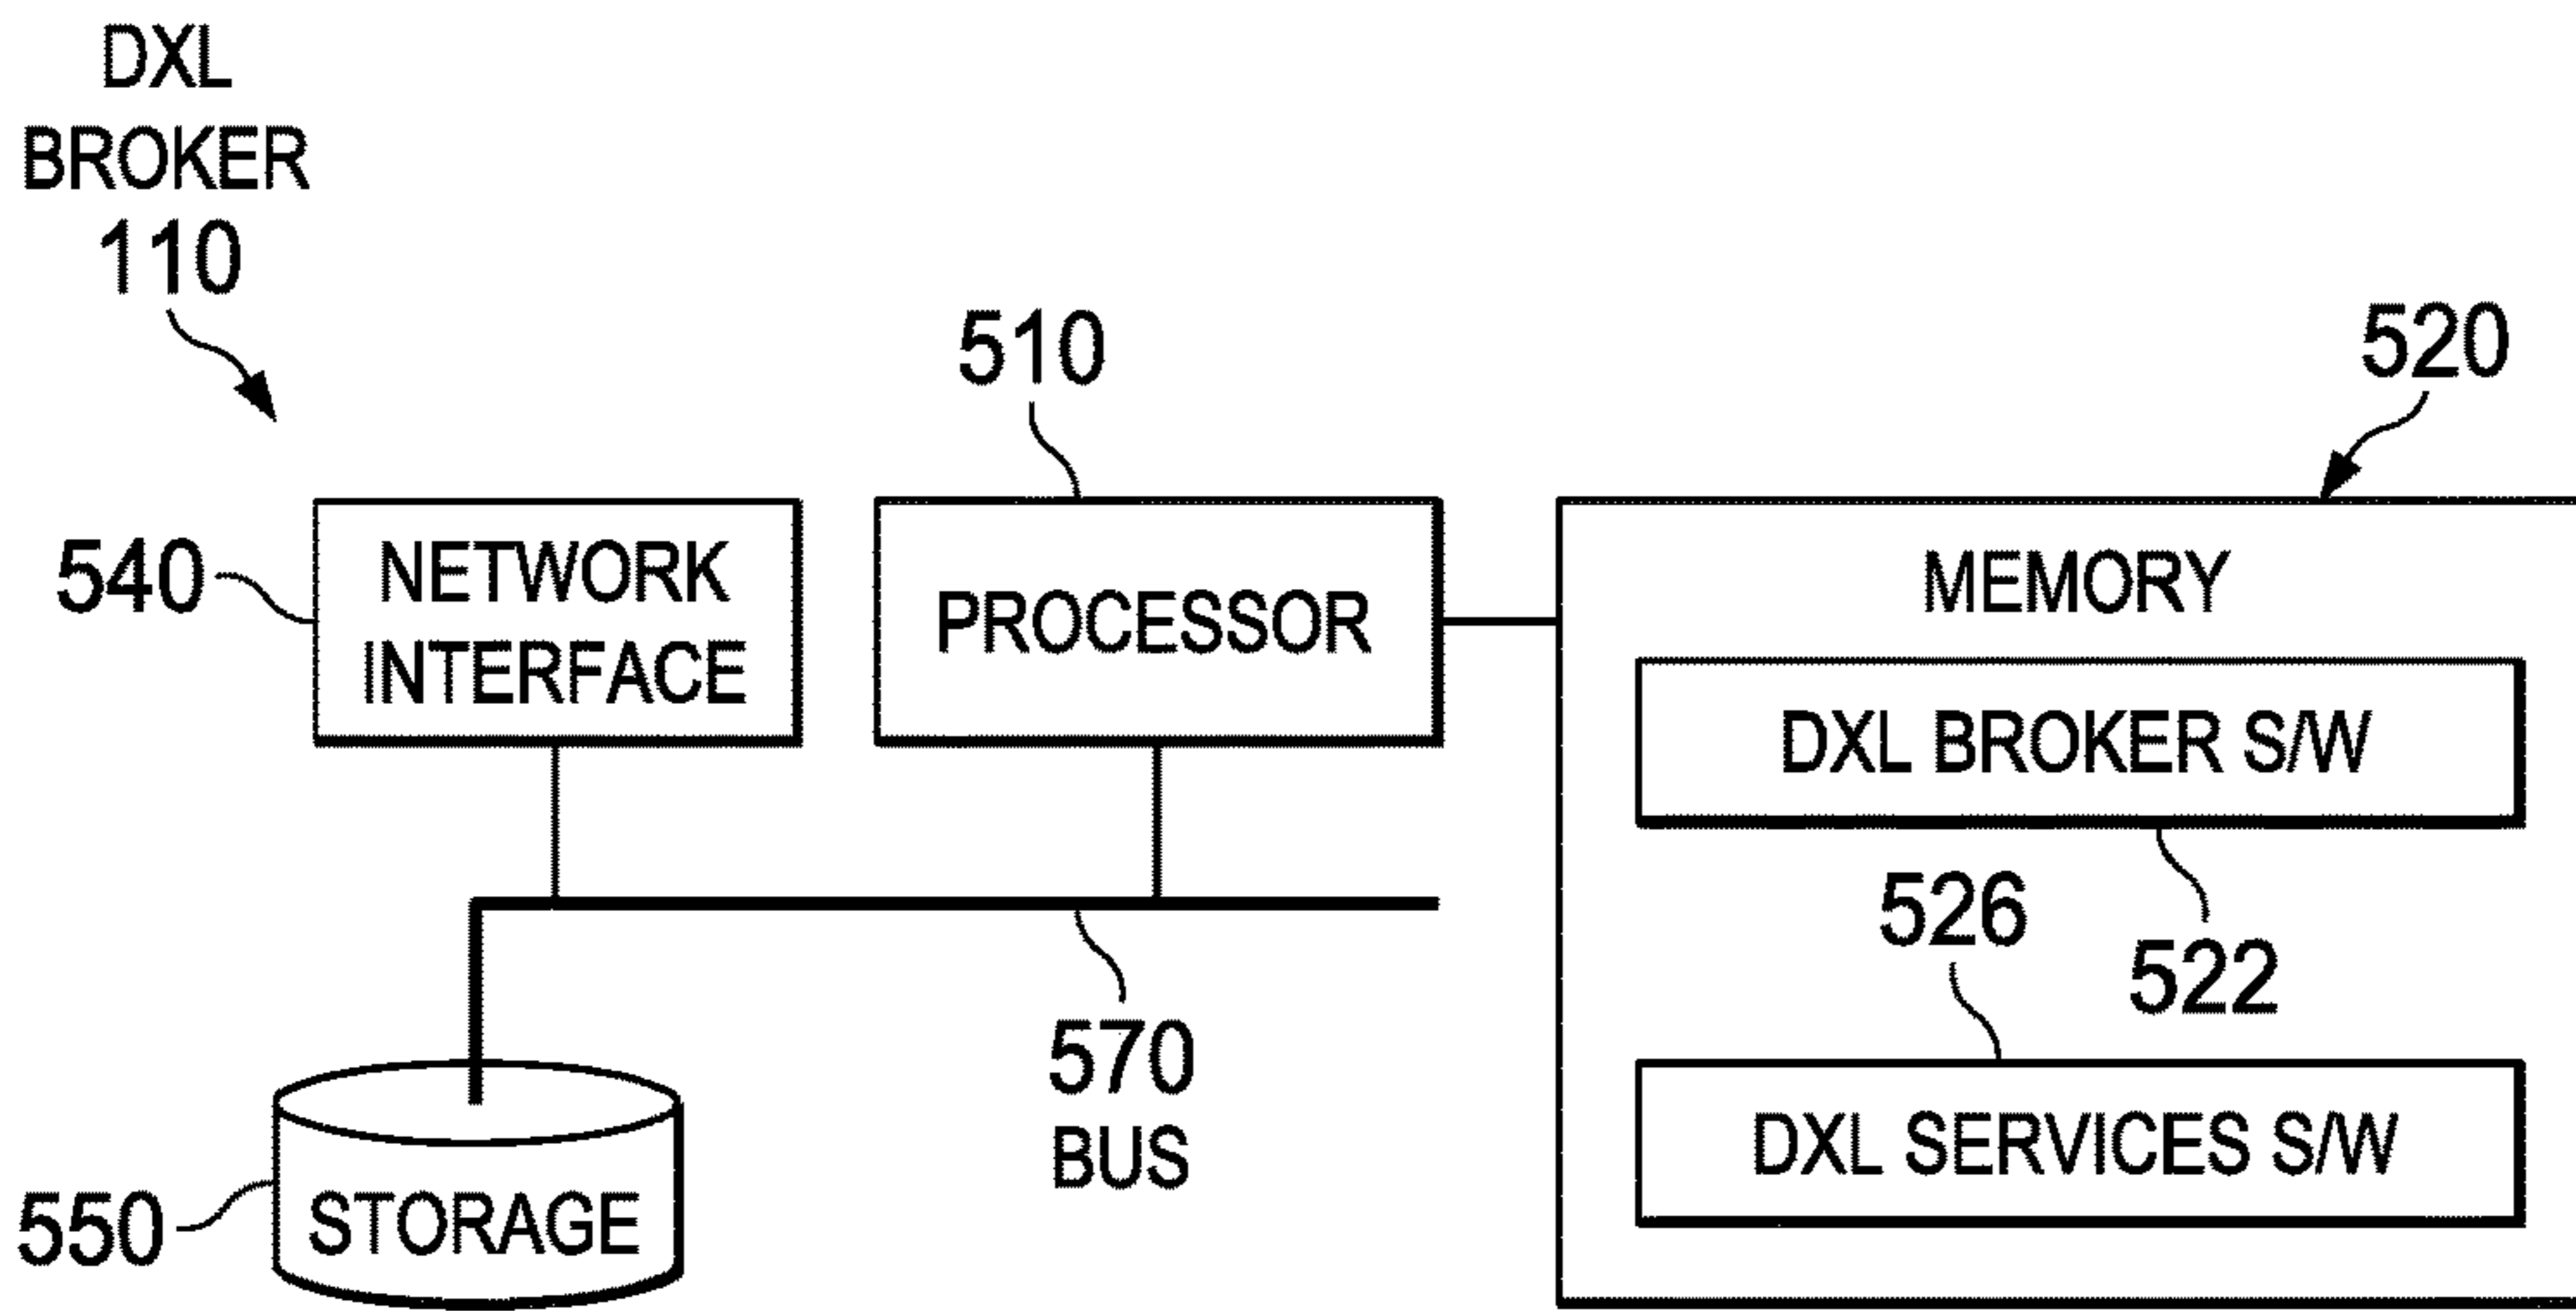 DXL
BROKER
110
510
520
540
NETWORK
INTERFACE
PROCESSOR
MEMORY
DXL BROKER S/W
522
526
DXL SERVICES S/W
570
BUS
550
STORAGE